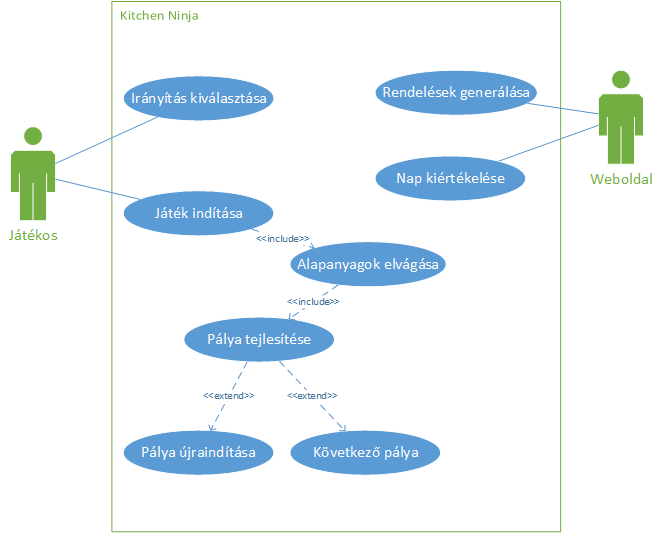 Kitchen Ninja
Irányítás kiválasztása
Rendelések generálása
Játékos
Weboldal
Nap kiértékelése
Játék indítása
<<include>>
Alapanyagok elvágása
<<include>>
Pálya tejlesítése
<<extend>>
<<extend>>
Pálya újraindítása
Következő pálya